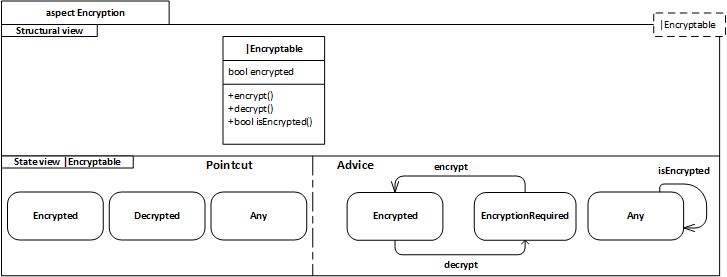 aspect Encryption
|Encryptable
Structural view
|Encryptable
bool encrypted
+encrypt()
+decrypt()
+bool isEncrypted()
State view |Encryptable
Pointcut
Advice
Encrypted
Decrypted
Any
encrypt
Encrypted
EncryptionRequired
decrypt
isEncrypted
Any